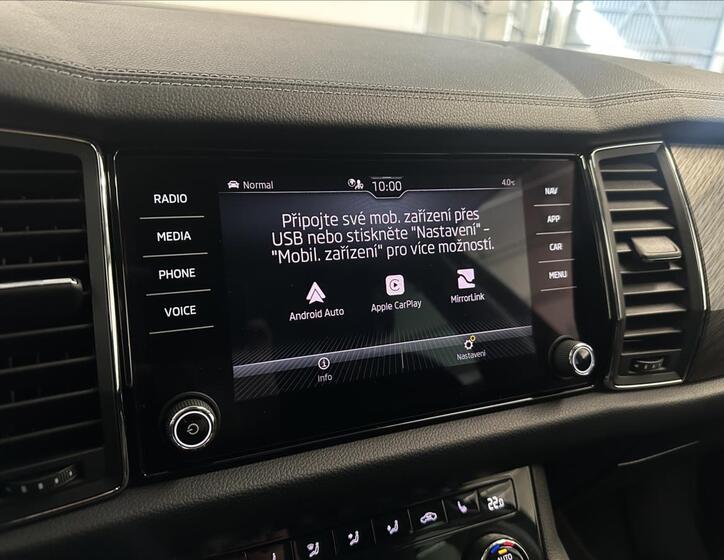 RADIO
MEDIA
PHONE
VOICE
Normal
10:00
4.0°C
Připojte své mob. zařízení přes
USB nebo stiskněte "Nastavení" -
"Mobil. zařízení" pro více možností.
Android Auto
Apple CarPlay
MirrorLink
Info
Nastavení
NAV
APP
CAR
MENU
22.0
AUTO